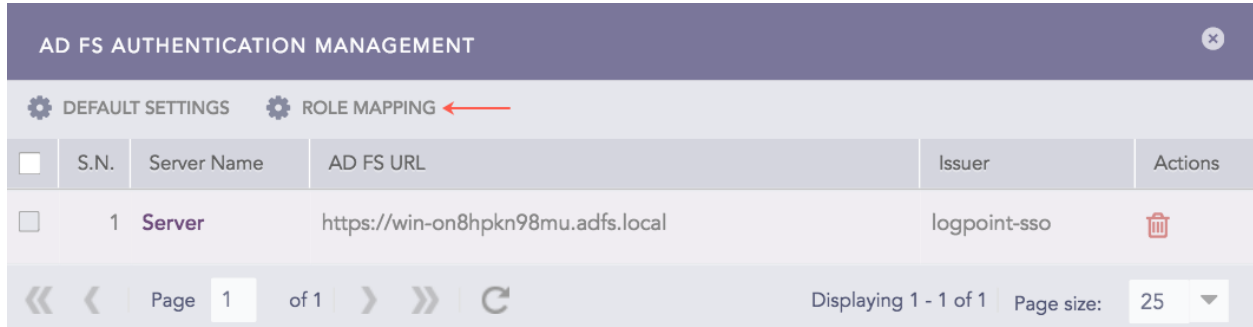 AD FS AUTHENTICATION MANAGEMENT
DEFAULT SETTINGS ROLE MAPPING
S.N. Server Name AD FS URL Issuer Actions
1 Server https://win-on8hpkn98mu.adfs.local logpoint-sso
Page 1 of 1 Displaying 1 - 1 of 1 Page size: 25